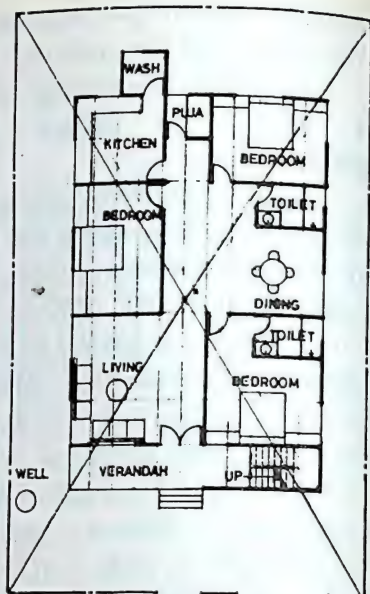 WASH
PUJA
KITCHEN
BEDROOM
BEDROOM
TOILET
DINING
TOILET
LIVING
BEDROOM
WELL
VERANDAH
UP